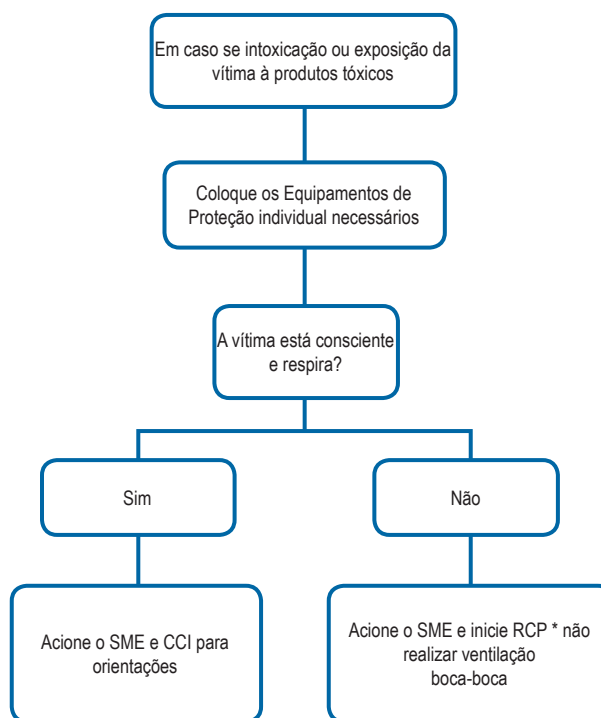 Em caso se intoxicação ou exposição da
vítima à produtos tóxicos
Coloque os Equipamentos de
Proteção individual necessários
A vítima está consciente
e respira?
Sim
Não
Acione o SME e CCI para
orientações
Acione o SME e inicie RCP * não
realizar ventilação
boca-boca